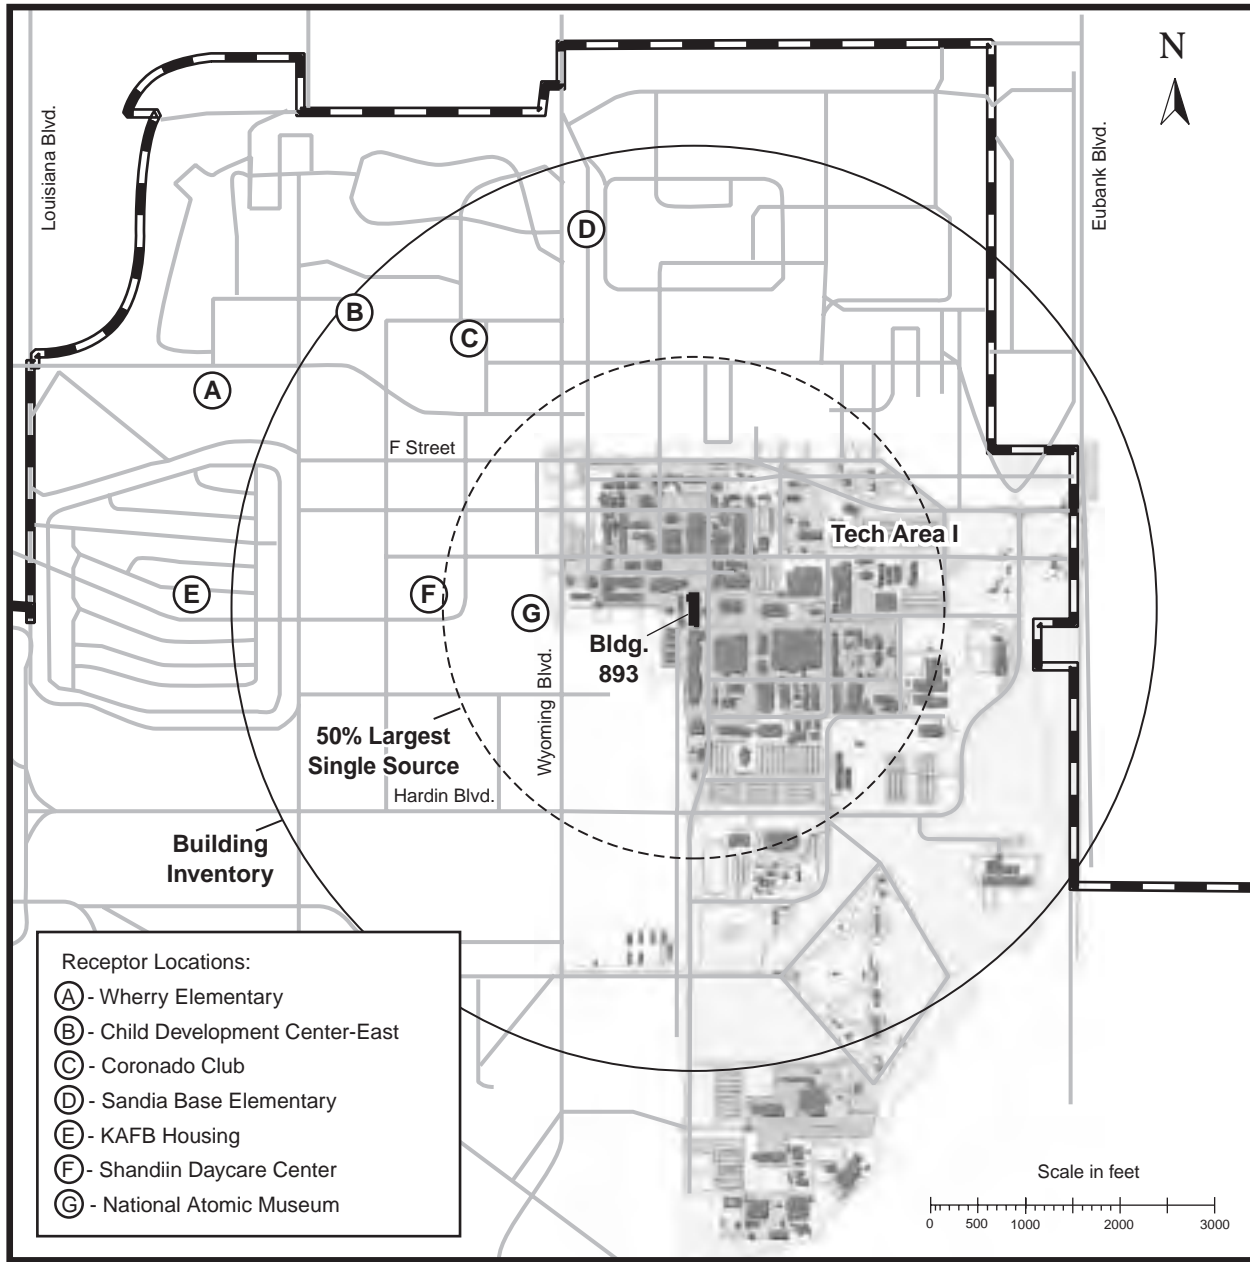 N
Louisiana Blvd.
Eubank Blvd.
D
B
C
A
F Street
Tech Area I
E
F
G
Bldg.
893
Wyoming Blvd.
50% Largest
Single Source
Hardin Blvd.
Building
Inventory
Receptor Locations:
A - Wherry Elementary
B - Child Development Center-East
C - Coronado Club
D - Sandia Base Elementary
E - KAFB Housing
F - Shandiin Daycare Center
G - National Atomic Museum
Scale in feet
0 500 1000 2000 3000